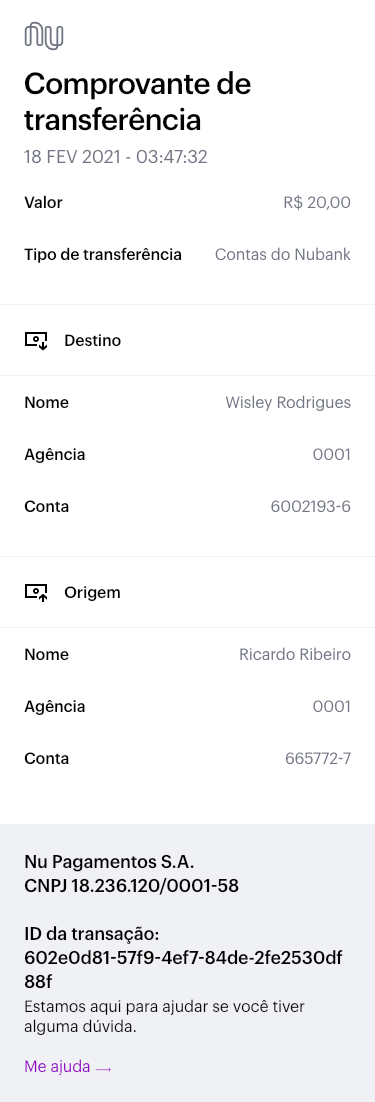 nu
Comprovante de
transferência
18 FEV 2021 - 03:47:32
Valor R$ 20,00
Tipo de transferência Contas do Nubank
Destino
Nome Wisley Rodrigues
Agência 0001
Conta 6002193-6
Origem
Nome Ricardo Ribeiro
Agência 0001
Conta 665772-7
Nu Pagamentos S.A.
CNPJ 18.236.120/0001-58
ID da transação:
602e0d81-57f9-4ef7-84de-2fe2530df
88f
Estamos aqui para ajudar se você tiver
alguma dúvida.
Me ajuda →